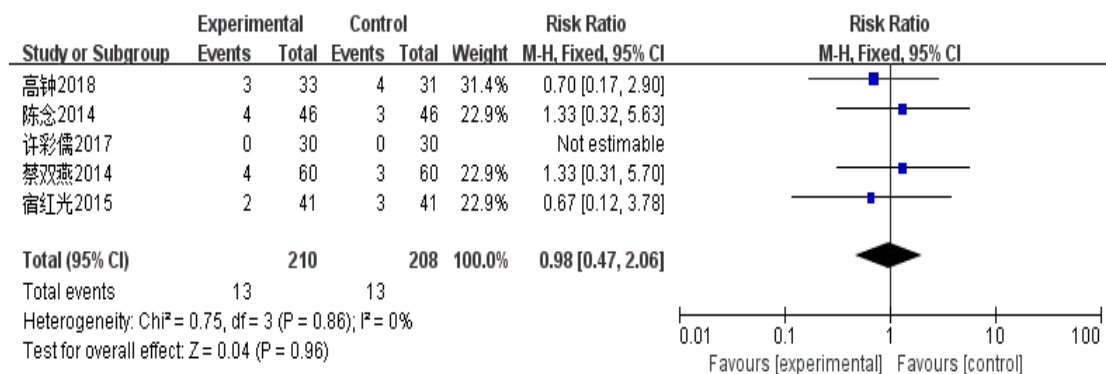 Experimental Control Risk Ratio Risk Ratio
Study or Subgroup Events Total Events Total Weight M-H, Fixed, 95% CI M-H, Fixed, 95% CI
高钟2018 3 33 4 31 31.4% 0.70 [0.17, 2.90]
陈念2014 4 46 3 46 22.9% 1.33 [0.32, 5.63]
许彩儒2017 0 30 0 30 Not estimable
蔡双燕2014 4 60 3 60 22.9% 1.33 [0.31, 5.70]
宿红光2015 2 41 3 41 22.9% 0.67 [0.12, 3.78]
Total (95% CI) 210 208 100.0% 0.98 [0.47, 2.06]
Total events 13 13
Heterogeneity: Chi² = 0.75, df = 3 (P = 0.86); I² = 0%
Test for overall effect: Z = 0.04 (P = 0.96)
0.01 0.1 1 10 100
Favours [experimental] Favours [control]